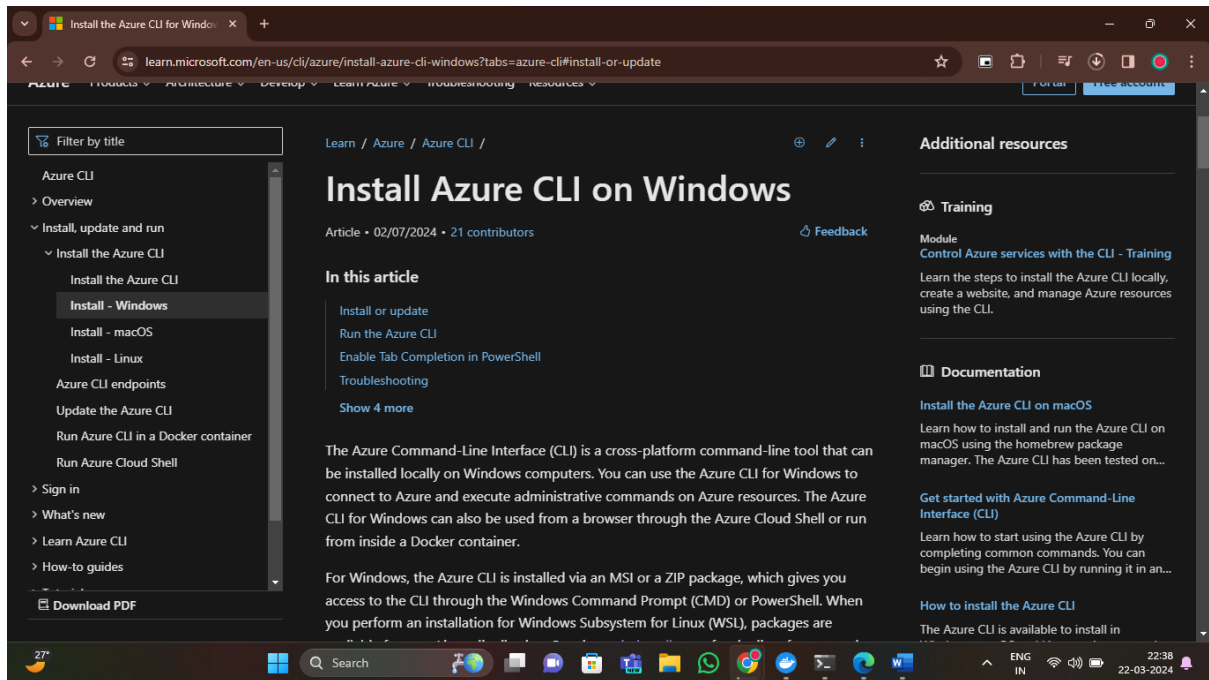 Install the Azure CLI for Window
learn.microsoft.com/en-us/cli/azure/install-azure-cli-windows?tabs=azure-cli#install-or-update
Azure Products Architecture Develop Learn Azure Troubleshooting Resources Portal Free account
Filter by title
Azure CLI
Overview
Install, update and run
Install the Azure CLI
Install the Azure CLI
Install - Windows
Install - macOS
Install - Linux
Azure CLI endpoints
Update the Azure CLI
Run Azure CLI in a Docker container
Run Azure Cloud Shell
Sign in
What's new
Learn Azure CLI
How-to guides
Download PDF
Learn / Azure / Azure CLI /
Install Azure CLI on Windows
Article • 02/07/2024 • 21 contributors
Feedback
In this article
Install or update
Run the Azure CLI
Enable Tab Completion in PowerShell
Troubleshooting
Show 4 more
The Azure Command-Line Interface (CLI) is a cross-platform command-line tool that can
be installed locally on Windows computers. You can use the Azure CLI for Windows to
connect to Azure and execute administrative commands on Azure resources. The Azure
CLI for Windows can also be used from a browser through the Azure Cloud Shell or run
from inside a Docker container.
For Windows, the Azure CLI is installed via an MSI or a ZIP package, which gives you
access to the CLI through the Windows Command Prompt (CMD) or PowerShell. When
you perform an installation for Windows Subsystem for Linux (WSL), packages are
Additional resources
Training
Module
Control Azure services with the CLI - Training
Learn the steps to install the Azure CLI locally,
create a website, and manage Azure resources
using the CLI.
Documentation
Install the Azure CLI on macOS
Learn how to install and run the Azure CLI on
macOS using the homebrew package
manager. The Azure CLI has been tested on...
Get started with Azure Command-Line
Interface (CLI)
Learn how to start using the Azure CLI by
completing common commands. You can
begin using the Azure CLI by running it in an...
How to install the Azure CLI
The Azure CLI is available to install in
27°
Search
ENG
IN
22:38
22-03-2024